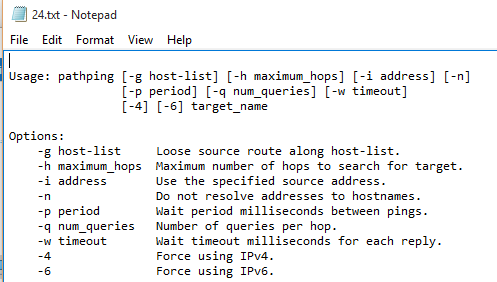 24.txt - Notepad
File Edit Format View Help
Usage: pathping [-g host-list] [-h maximum_hops] [-i address] [-n]
                [-p period] [-q num_queries] [-w timeout]
                [-4] [-6] target_name
Options:
    -g host-list     Loose source route along host-list.
    -h maximum_hops  Maximum number of hops to search for target.
    -i address       Use the specified source address.
    -n               Do not resolve addresses to hostnames.
    -p period        Wait period milliseconds between pings.
    -q num_queries   Number of queries per hop.
    -w timeout       Wait timeout milliseconds for each reply.
    -4               Force using IPv4.
    -6               Force using IPv6.